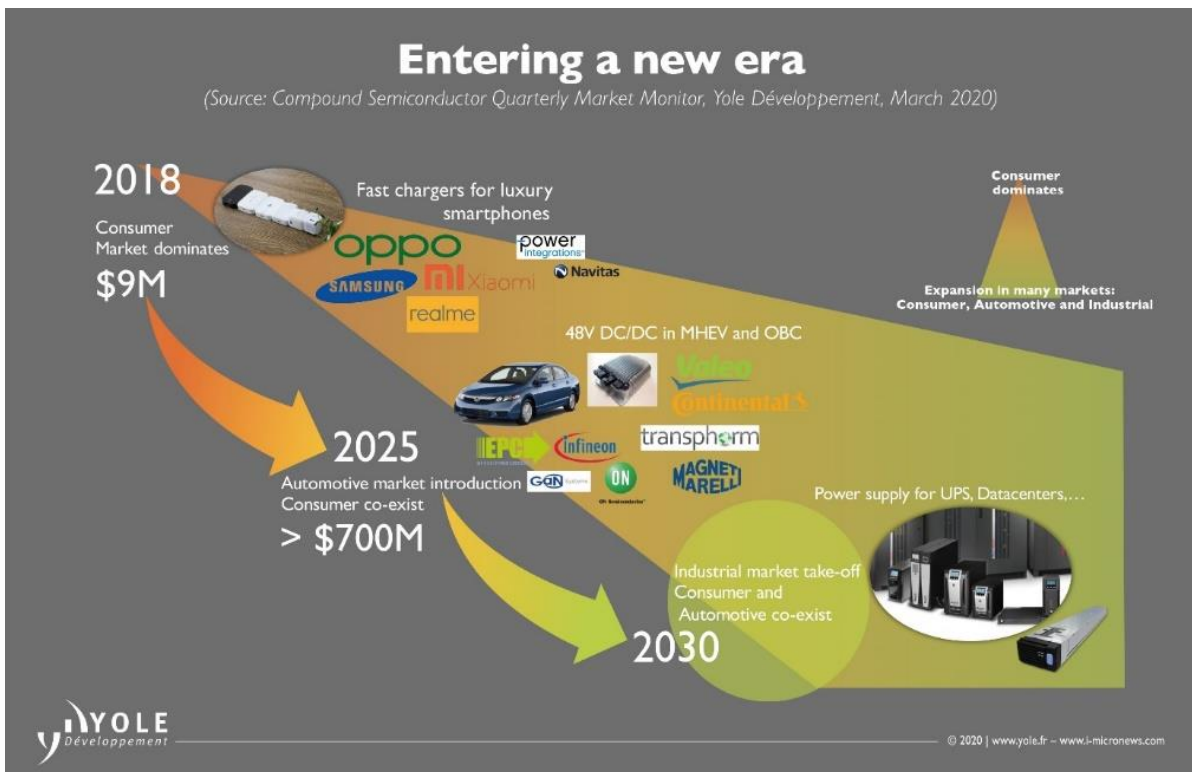 Entering a new era
(Source: Compound Semiconductor Quarterly Market Monitor, Yole Développement, March 2020)
2018
Consumer
Market dominates
$9M
Fast chargers for luxury
smartphones
oppo
power
integrations
SAMSUNG
mi Xiaomi
Navitas
realme
Consumer
dominates
Expansion in many markets:
Consumer, Automotive and Industrial
48V DC/DC in MHEV and OBC
Valeo
Continental
2025
Automotive market introduction
Consumer co-exist
> $700M
EPC
infineon
transphorm
GaN Systems
ON
ON Semiconductor
MAGNETI
MARELLI
Power supply for UPS, Datacenters,…
Industrial market take-off
Consumer and
Automotive co-exist
2030
YOLE
Développement
© 2020 | www.yole.fr – www.i-micronews.com